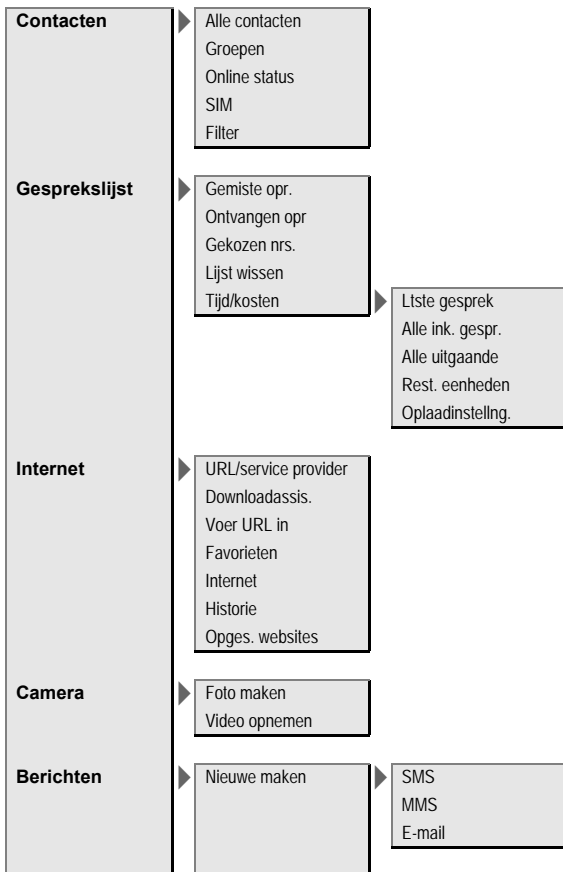 Contacten
Alle contacten
Groepen
Online status
SIM
Filter
Gesprekslijst
Gemiste opr.
Ontvangen opr
Gekozen nrs.
Lijst wissen
Tijd/kosten
Ltste gesprek
Alle ink. gespr.
Alle uitgaande
Rest. eenheden
Oplaadinstellng.
Internet
URL/service provider
Downloadassis.
Voer URL in
Favorieten
Internet
Historie
Opges. websites
Camera
Foto maken
Video opnemen
Berichten
Nieuwe maken
SMS
MMS
E-mail